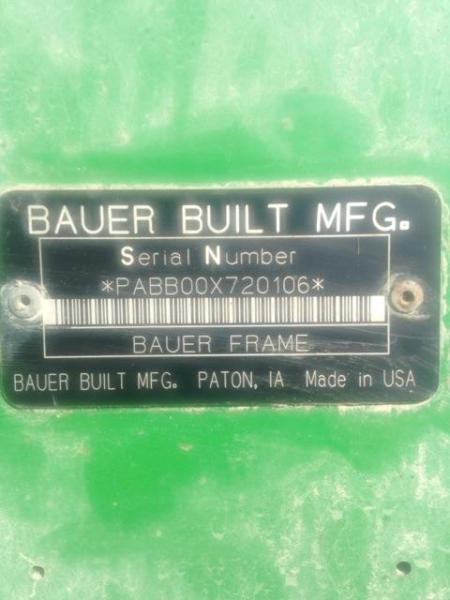 BAUER BUILT MFG.
Serial Number
*PABB00X720106*
BAUER FRAME
BAUER BUILT MFG. PATON, IA Made in USA